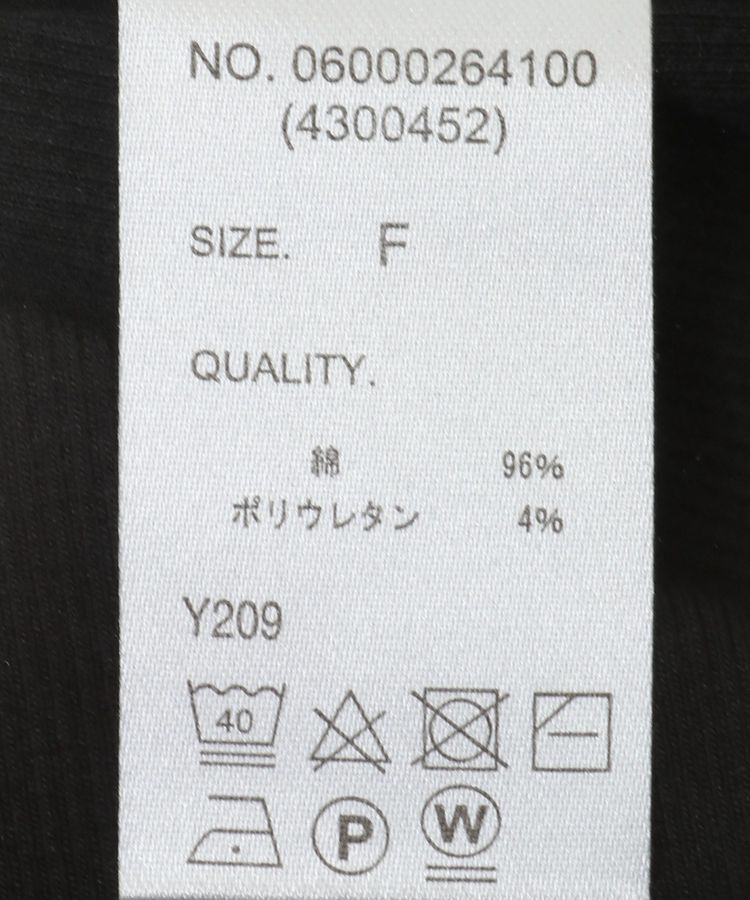 NO. 06000264100
(4300452)
SIZE. F
QUALITY.
綿 96%
ポリウレタン 4%
Y209
40
P W